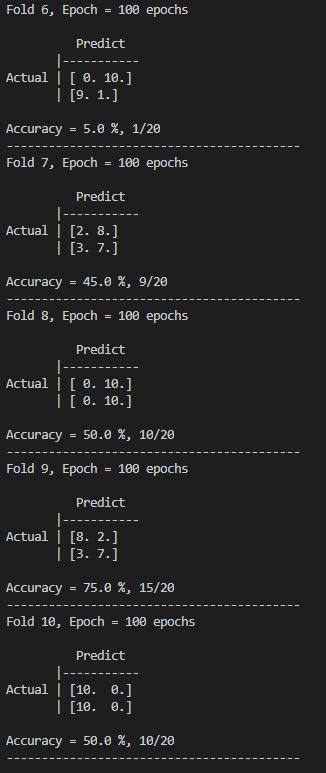 Fold 6, Epoch = 100 epochs
Predict
|-----------
Actual | [ 0. 10.]
| [9. 1.]
Accuracy = 5.0 %, 1/20
------------------------------------------
Fold 7, Epoch = 100 epochs
Predict
|-----------
Actual | [2. 8.]
| [3. 7.]
Accuracy = 45.0 %, 9/20
------------------------------------------
Fold 8, Epoch = 100 epochs
Predict
|-----------
Actual | [ 0. 10.]
| [ 0. 10.]
Accuracy = 50.0 %, 10/20
------------------------------------------
Fold 9, Epoch = 100 epochs
Predict
|-----------
Actual | [8. 2.]
| [3. 7.]
Accuracy = 75.0 %, 15/20
------------------------------------------
Fold 10, Epoch = 100 epochs
Predict
|-----------
Actual | [10.  0.]
| [10.  0.]
Accuracy = 50.0 %, 10/20
------------------------------------------